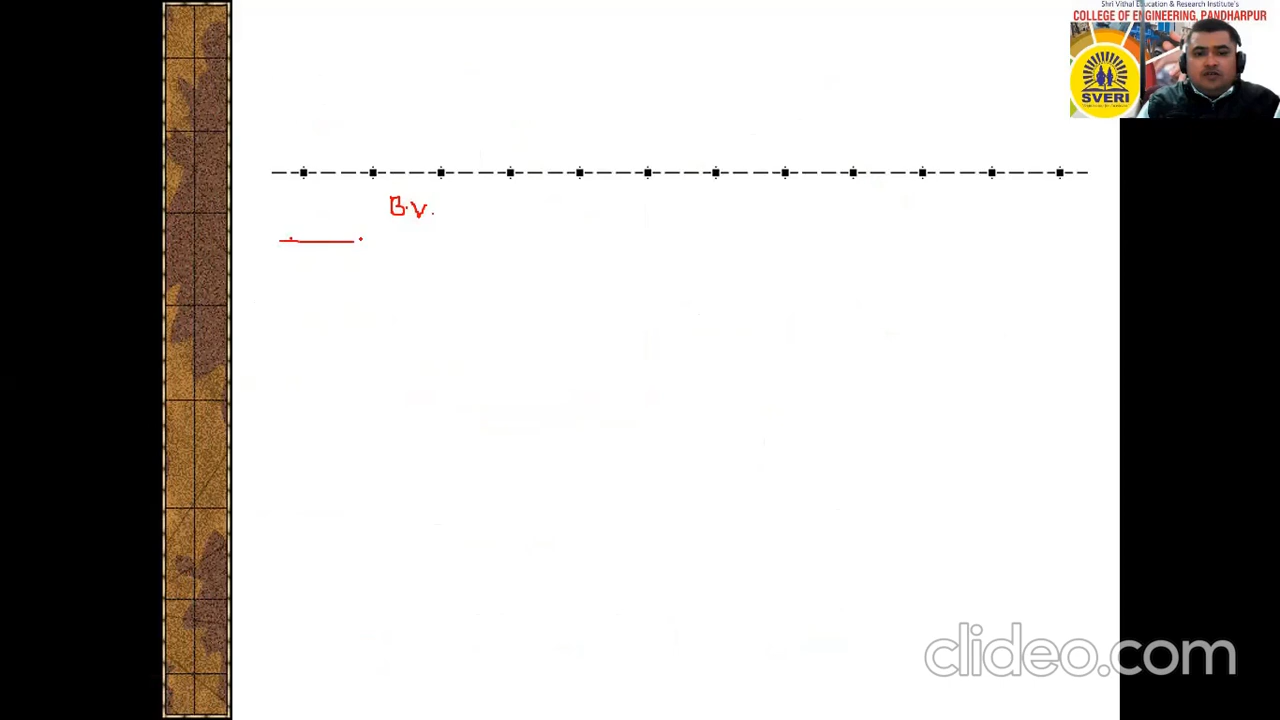 Shri Vithal Education & Research Institute's
COLLEGE OF ENGINEERING, PANDHARPUR
SVERI
B.V.
clideo.com